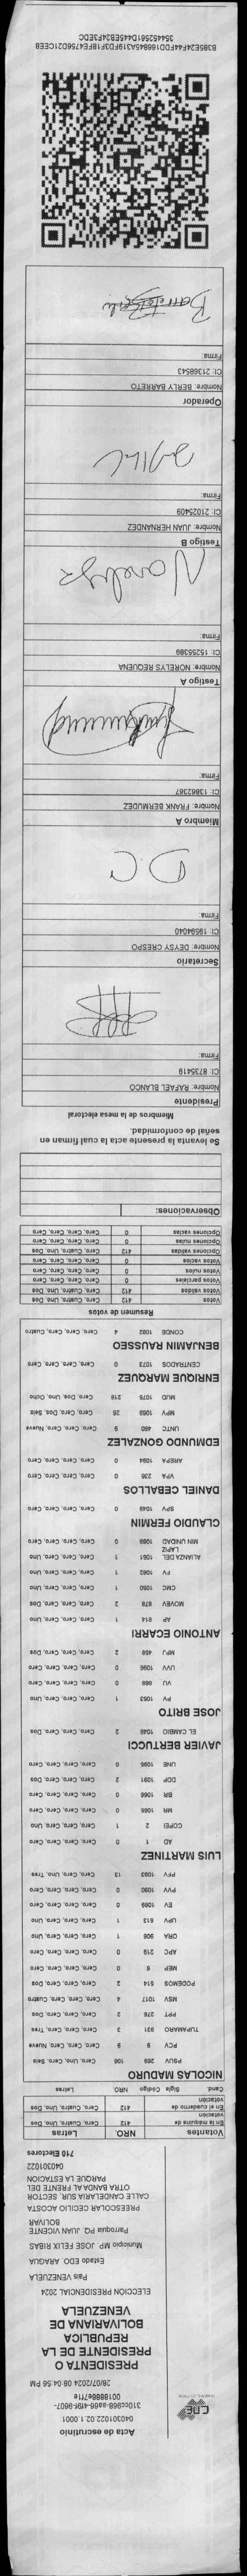 Acta de escrutinio
040301022.02.1.0001
310cc968-aa66-4f9f-9607-
00188888e7f1e
28/07/2024 08:04:56 PM
PRESIDENTE O
PRESIDENTE DE LA
REPUBLICA
BOLIVARIANA DE
VENEZUELA
ELECCIÓN PRESIDENCIAL 2024
País VENEZUELA
Estado EDO. ARAGUA
Municipio MP. JOSE FELIX RIBAS
Parroquia PQ. JUAN VICENTE
BOLIVAR
PREESCOLAR CECILIO ACOSTA
CALLE CANDELARIA SUR, SECTOR
OTRA BANDA AL FRENTE DEL
PARQUE LA ESTACION
040301022
710 Electores
CNE
Votantes NRO. Letras
En la máquina de votación 412 Cero, Cuatro, Uno, Dos
En el cuaderno de votación 412 Cero, Cuatro, Uno, Dos
Cand. Sigla Código NRO. Letras
NICOLAS MADURO
PSUV 269 106 Cero, Uno, Cero, Seis
PCV 9 9 Cero, Cero, Cero, Nueve
TUPAMARO 931 3 Cero, Cero, Cero, Tres
PPT 276 2 Cero, Cero, Cero, Dos
MSV 1017 4 Cero, Cero, Cero, Cuatro
PODEMOS 514 2 Cero, Cero, Cero, Dos
MEP 6 0 Cero, Cero, Cero, Cero
APC 219 0 Cero, Cero, Cero, Cero
ORA 906 1 Cero, Cero, Cero, Uno
UPV 613 1 Cero, Cero, Cero, Uno
EV 1089 0 Cero, Cero, Cero, Cero
PVV 1090 0 Cero, Cero, Cero, Cero
PFV 1093 13 Cero, Cero, Uno, Tres
LUIS MARTINEZ
AD 1 0 Cero, Cero, Cero, Cero
COPEI 2 1 Cero, Cero, Cero, Uno
MR 1065 0 Cero, Cero, Cero, Cero
BR 1066 0 Cero, Cero, Cero, Cero
DDP 1091 2 Cero, Cero, Cero, Dos
UNE 1095 0 Cero, Cero, Cero, Cero
JAVIER BERTUCCI
EL CAMBIO 1048 2 Cero, Cero, Cero, Dos
JOSE BRITO
PV 1053 1 Cero, Cero, Cero, Uno
VU 888 0 Cero, Cero, Cero, Cero
UVV 1096 0 Cero, Cero, Cero, Cero
MPJ 468 2 Cero, Cero, Cero, Dos
ANTONIO ECARRI
AP 814 1 Cero, Cero, Cero, Uno
MOVEV 878 2 Cero, Cero, Cero, Dos
CMC 1050 1 Cero, Cero, Cero, Uno
FV 1062 1 Cero, Cero, Cero, Uno
ALIANZA DEL LAPIZ 1061 1 Cero, Cero, Cero, Uno
MIN UNIDAD 1068 0 Cero, Cero, Cero, Cero
CLAUDIO FERMIN
SPV 1049 0 Cero, Cero, Cero, Cero
DANIEL CEBALLOS
VPA 235 0 Cero, Cero, Cero, Cero
AREPA 1094 0 Cero, Cero, Cero, Cero
EDMUNDO GONZALEZ
UNTC 460 9 Cero, Cero, Cero, Nueve
MPV 1069 26 Cero, Cero, Dos, Seis
MUD 1075 218 Cero, Dos, Uno, Ocho
ENRIQUE MARQUEZ
CENTRADOS 1073 0 Cero, Cero, Cero, Cero
BENJAMIN RAUSSEO
CONDE 1092 4 Cero, Cero, Cero, Cuatro
Resumen de votos
Votos 412 Cero, Cuatro, Uno, Dos
Votos válidos 412 Cero, Cuatro, Uno, Dos
Votos parciales 0 Cero, Cero, Cero, Cero
Votos nulos 0 Cero, Cero, Cero, Cero
Votos vacíos 0 Cero, Cero, Cero, Cero
Opciones válidas 412 Cero, Cuatro, Uno, Dos
Opciones nulas 0 Cero, Cero, Cero, Cero
Opciones vacías 0 Cero, Cero, Cero, Cero
Observaciones:
Se levanta la presente acta la cual firman en
señal de conformidad.
Miembros de la mesa electoral
Presidente
Nombre: RAFAEL BLANCO
CI: 8735419
Firma:
Secretario
Nombre: DEYSY CRESPO
CI: 1959040
Firma:
D.C
Miembro A
Nombre: FRANK BERMUDEZ
CI: 13862367
Firma:
Testigo A
Nombre: NORELYS REQUENA
CI: 15255389
Firma:
Testigo B
Nombre: JUAN HERNANDEZ
CI: 21025409
Firma:
Operador
Nombre: BERLY BARRETO
CI: 21368543
Firma:
B385E24F44FD016698A5A319FD3F18FE4756D21C8EE8
354452561D445EB24F3EDC